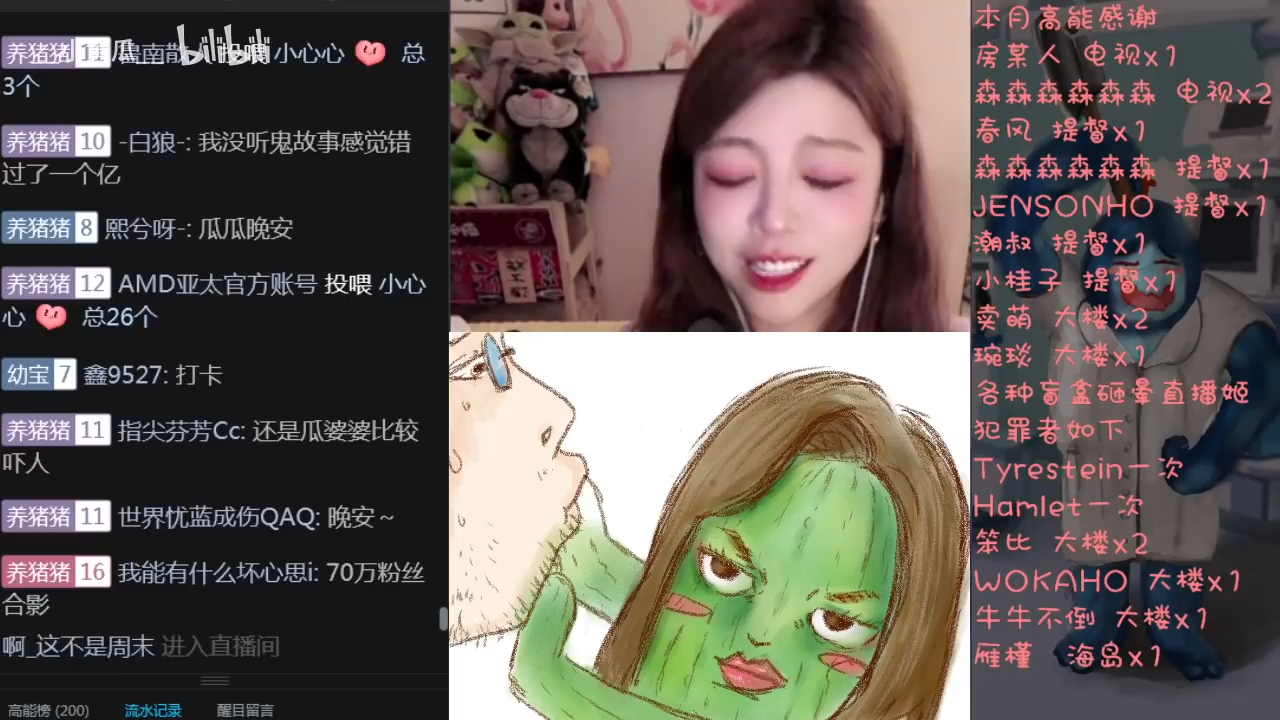 养猪猪 投喂 小心心 总
3个
bilibili
养猪猪 10 -白狼-: 我没听鬼故事感觉错
过了一个亿
养猪猪 8 熙兮呀-: 瓜瓜晚安
养猪猪 12 AMD亚太官方账号 投喂 小心
心 总26个
幼宝 7 鑫9527: 打卡
养猪猪 11 指尖芬芳Cc: 还是瓜婆婆比较
吓人
养猪猪 11 世界忧蓝成伤QAQ: 晚安～
养猪猪 16 我能有什么坏心思i: 70万粉丝
合影
啊_这不是周末 进入直播间
高能榜 (200) 流水记录 醒目留言
本月高能感谢
房某人 电视x1
森森森森森森 电视x2
春风 提督x1
森森森森森森 提督x1
JENSONHO 提督x1
潮叔 提督x1
小桂子 提督x1
卖萌 大楼x2
琬琰 大楼x1
各种盲盒砸晕直播姬
犯罪者如下
Tyrestein一次
Hamlet一次
笨比 大楼x2
WOKAHO 大楼x1
牛牛不倒 大楼x1
雁槿 海岛x1